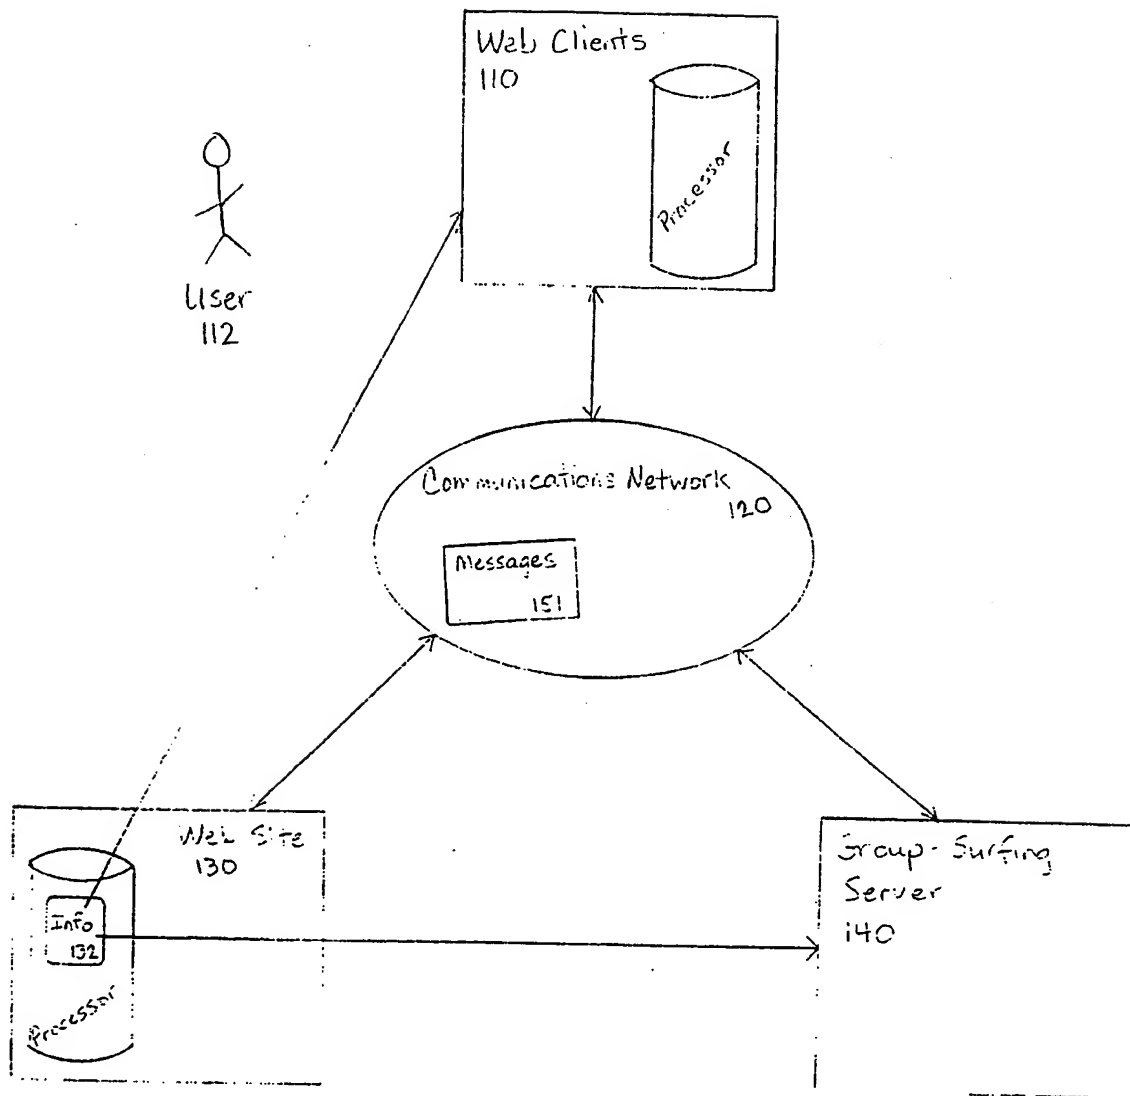 Web Clients
110
Processor
User
112
Communications Network
120
Messages
151
Web Site
130
Info
132
Processor
Group-Surfing
Server
140